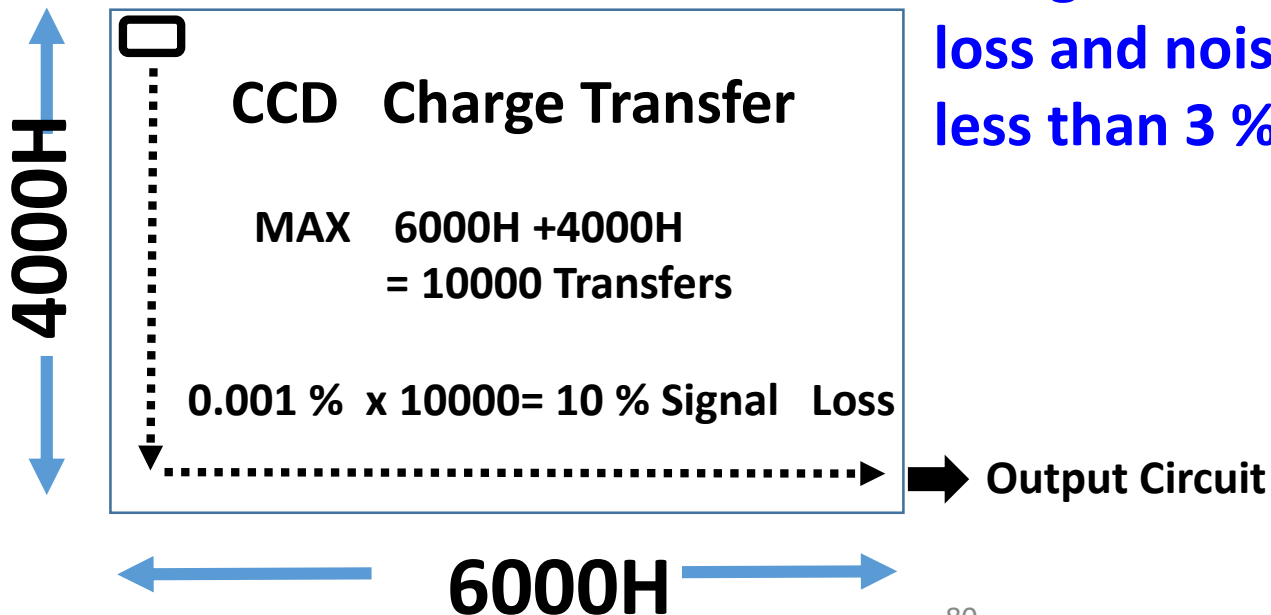 loss and nois
less than 3 %
CCD Charge Transfer
4000H
MAX 6000H +4000H
= 10000 Transfers
0.001 % x 10000= 10 % Signal Loss
Output Circuit
6000H